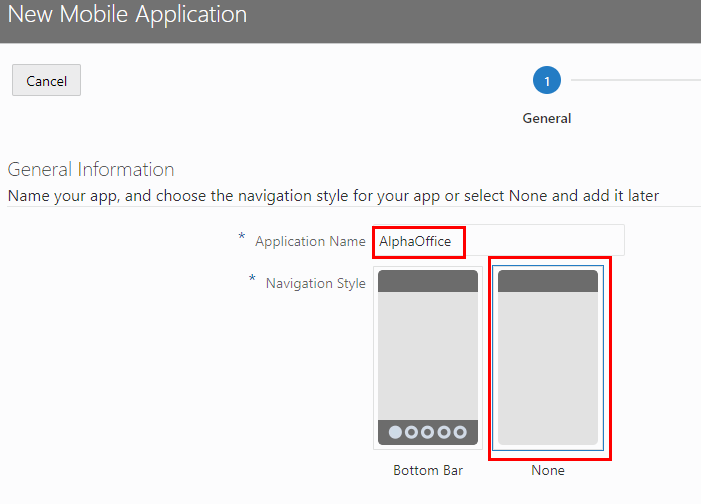 New Mobile Application
Cancel
1
General
General Information
Name your app, and choose the navigation style for your app or select None and add it later
* Application Name AlphaOffice
* Navigation Style
Bottom Bar None